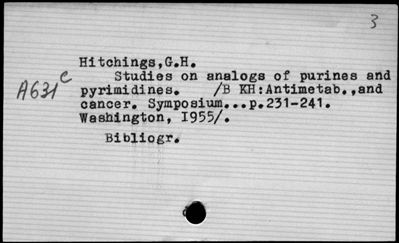 3
Hitchings,G.H.
Studies on analogs of purines and
A631c pyrimidines. /B KH:Antimetab.,and
cancer. Symposium...p.231-241.
Washington, 1955/.
Bibliogr.